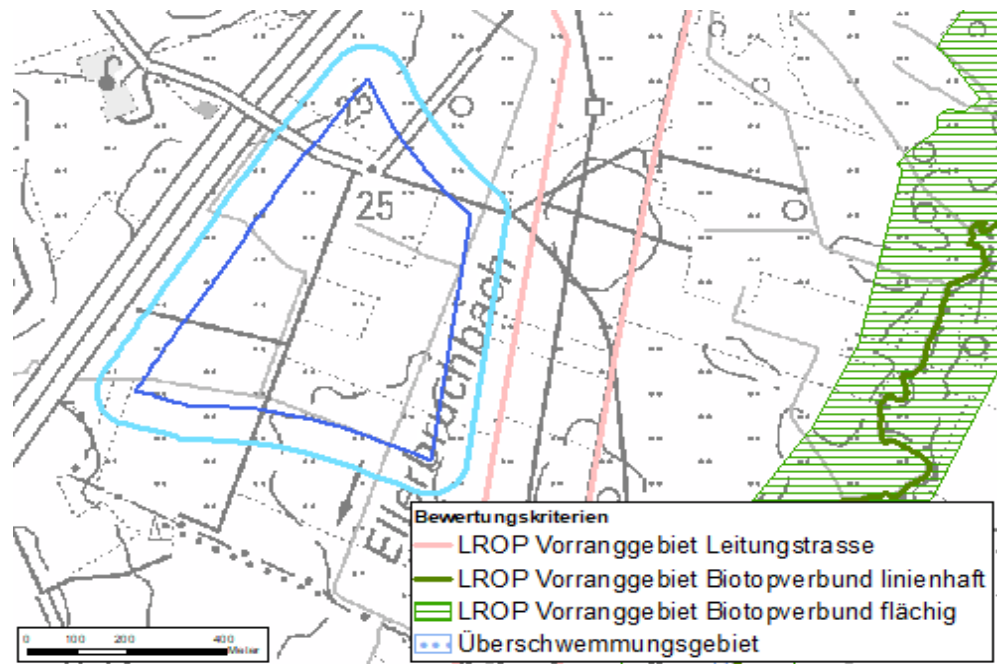 25
25
Ellerbruchbach
Bewertungskriterien
LROP Vorranggebiet Leitungstrasse
LROP Vorranggebiet Biotopverbund linienhaft
LROP Vorranggebiet Biotopverbund flächig
Überschwemmungsgebiet
0 100 200 400
Meter